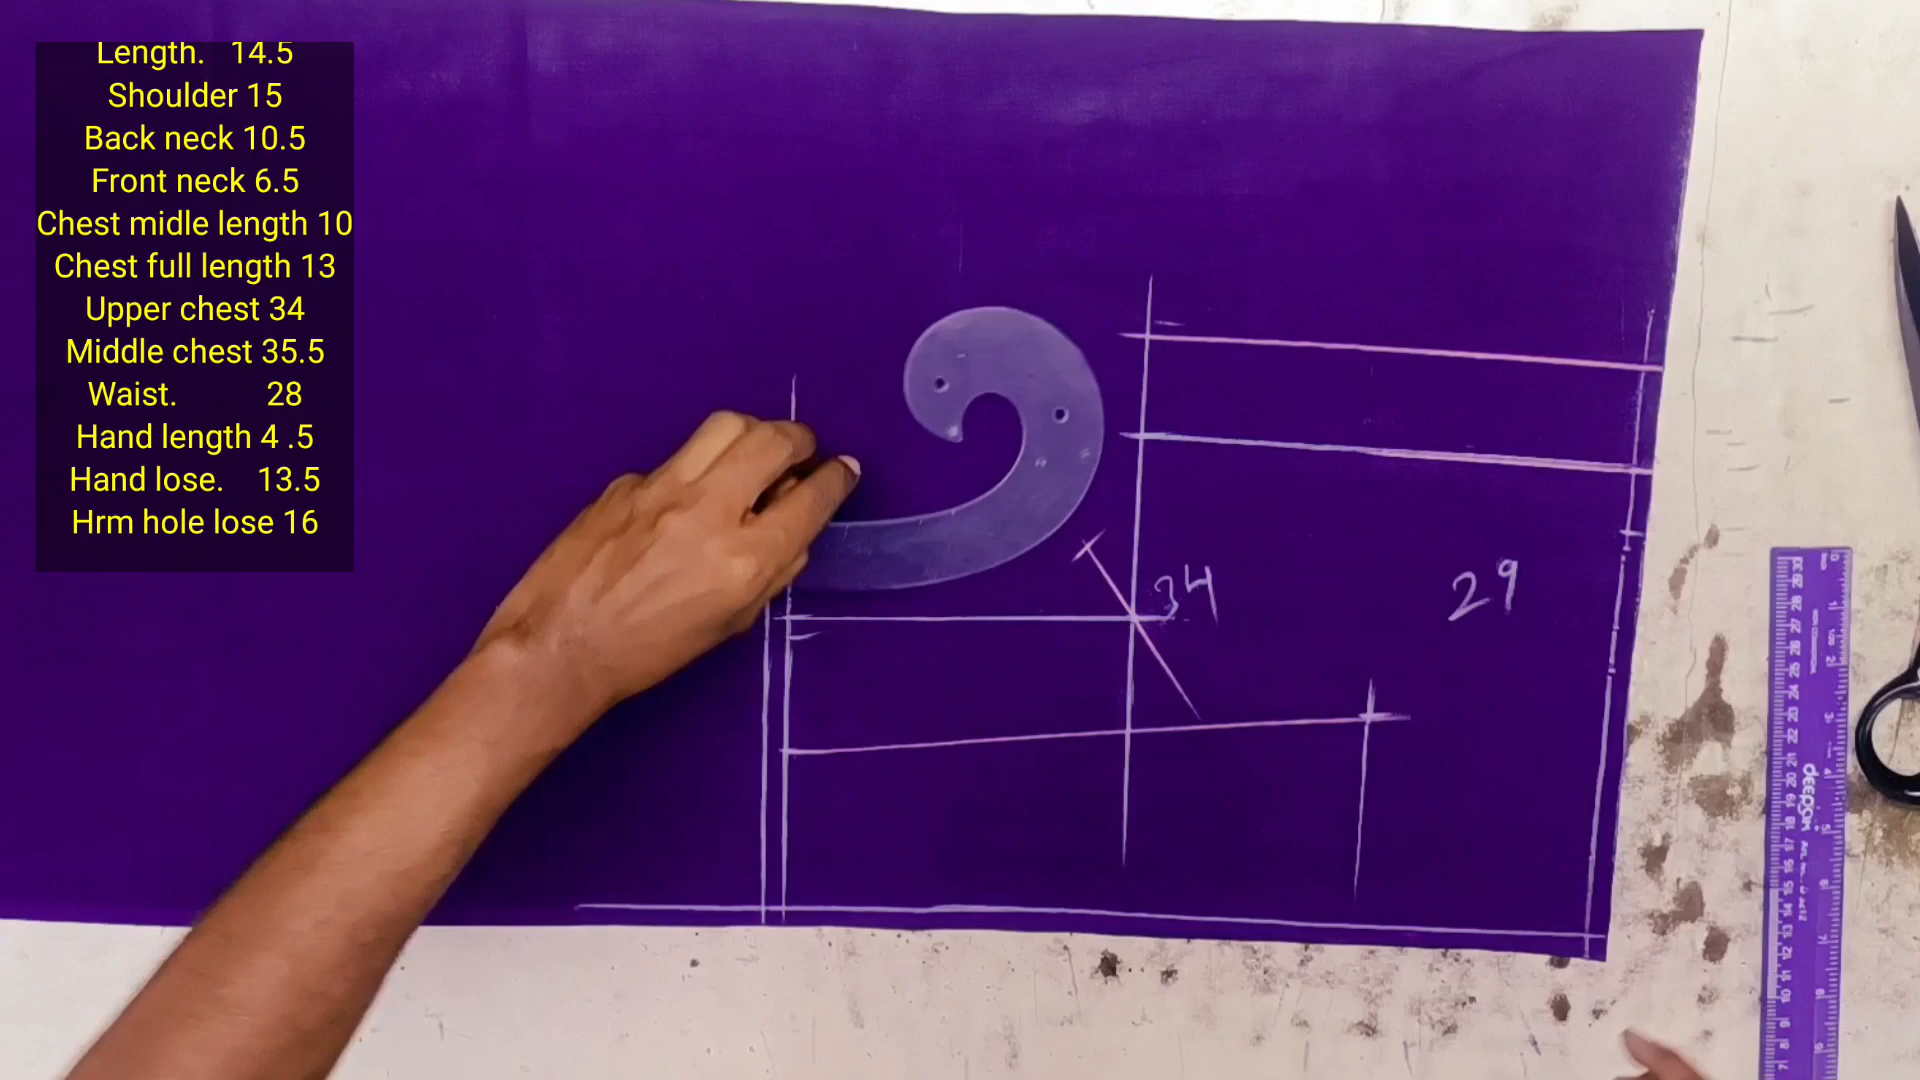 Length. 14.5
Shoulder 15
Back neck 10.5
Front neck 6.5
Chest midle length 10
Chest full length 13
Upper chest 34
Middle chest 35.5
Waist. 28
Hand length 4 .5
Hand lose. 13.5
Hrm hole lose 16
34
29
deepan